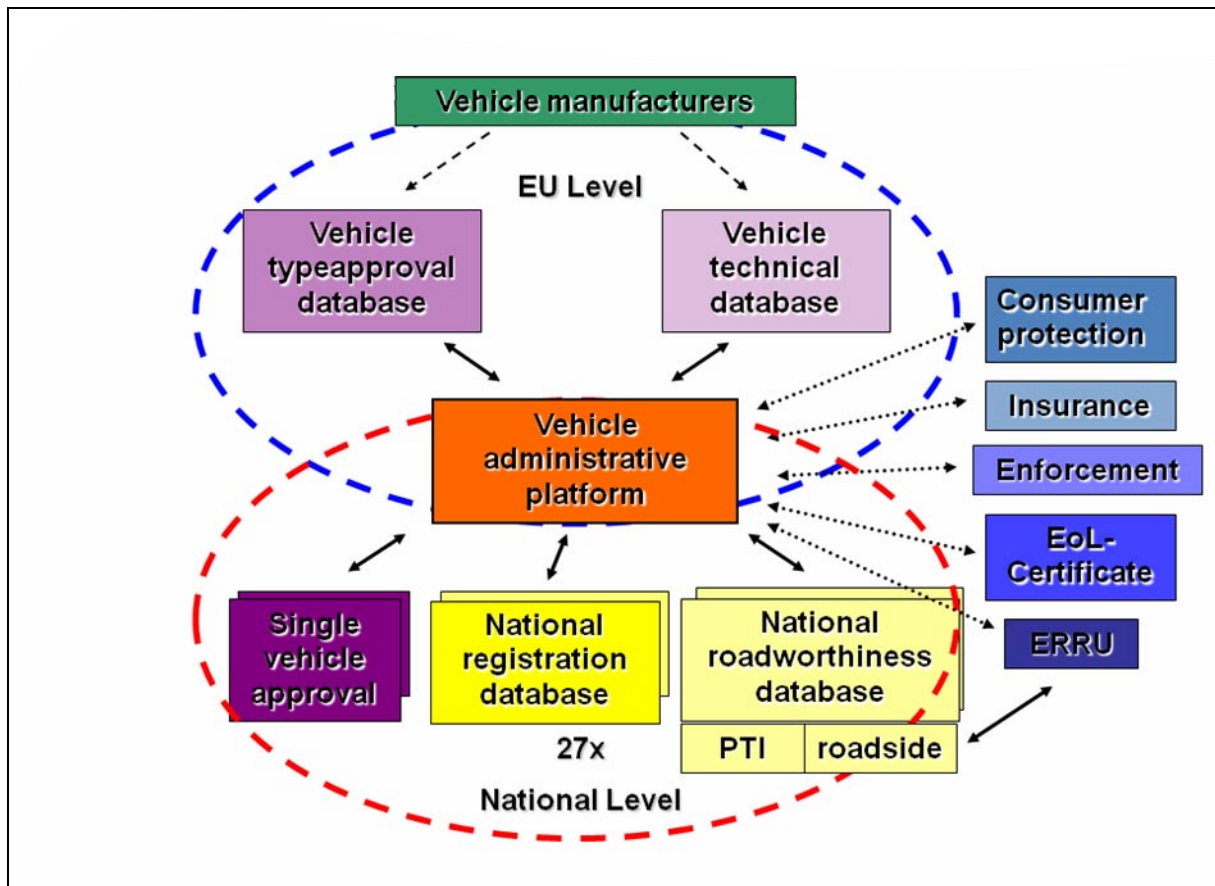 Vehicle manufacturers
EU Level
Vehicle
typeapproval
database
Vehicle
technical
database
Consumer
protection
Insurance
Enforcement
EoL-
Certificate
ERRU
Vehicle
administrative
platform
Single
vehicle
approval
National
registration
database
National
roadworthiness
database
27x
PTI
roadside
National Level